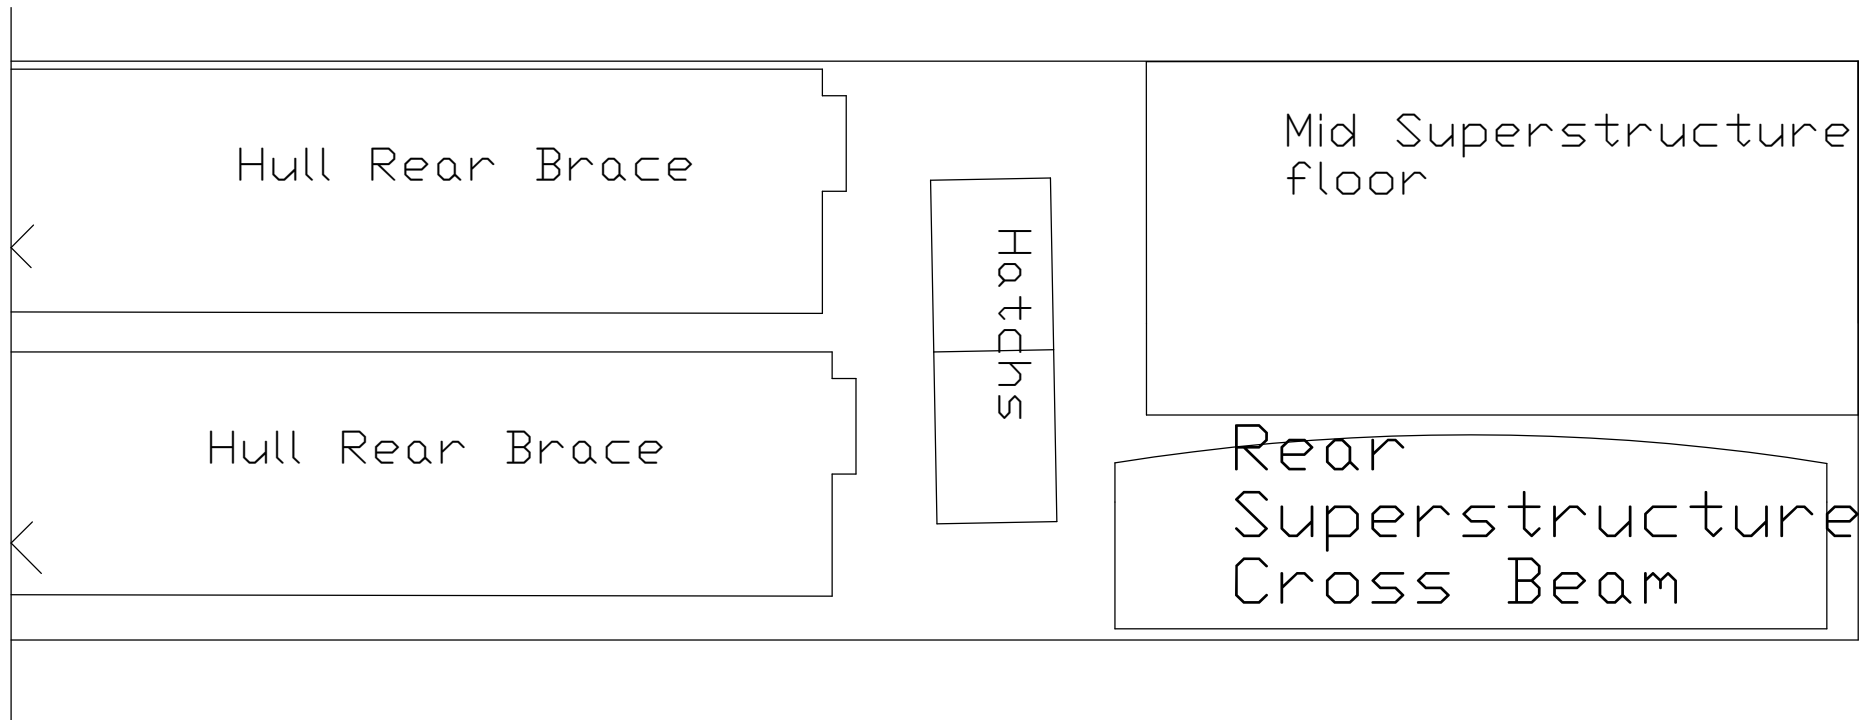 Hull Rear Brace
Hull Rear Brace
Hatchs
Mid Superstructure
floor
Rear
Superstructure
Cross Beam